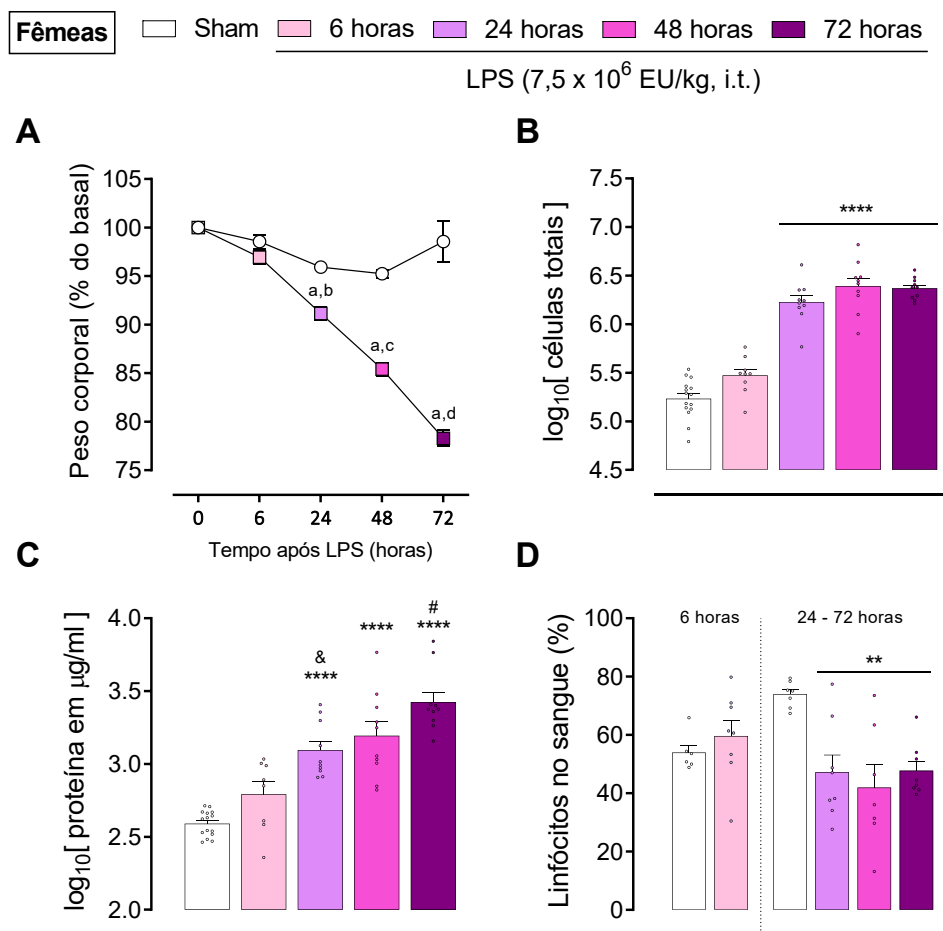 Fêmeas Sham 6 horas 24 horas 48 horas 72 horas
LPS (7,5 x 10⁶ EU/kg, i.t.)
A
Peso corporal (% do basal)
105
100
95
90
85
80
75
a,b
a,c
a,d
0 6 24 48 72
Tempo após LPS (horas)
B
log₁₀[ células totais ]
7.5
7.0
6.5
6.0
5.5
5.0
4.5
****
C
log₁₀[ proteína em µg/ml ]
4.0
3.5
3.0
2.5
2.0
&
****
****
#
****
D
Linfócitos no sangue (%)
100
80
60
40
20
0
6 horas 24 - 72 horas
**